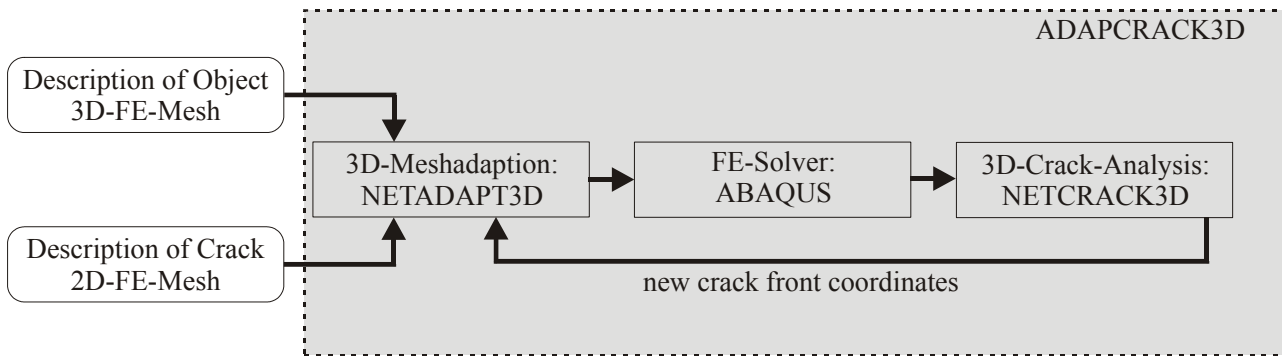 ADAPCRACK3D
Description of Object
3D-FE-Mesh
3D-Meshadaption:
NETADAPT3D
FE-Solver:
ABAQUS
3D-Crack-Analysis:
NETCRACK3D
Description of Crack
2D-FE-Mesh
new crack front coordinates